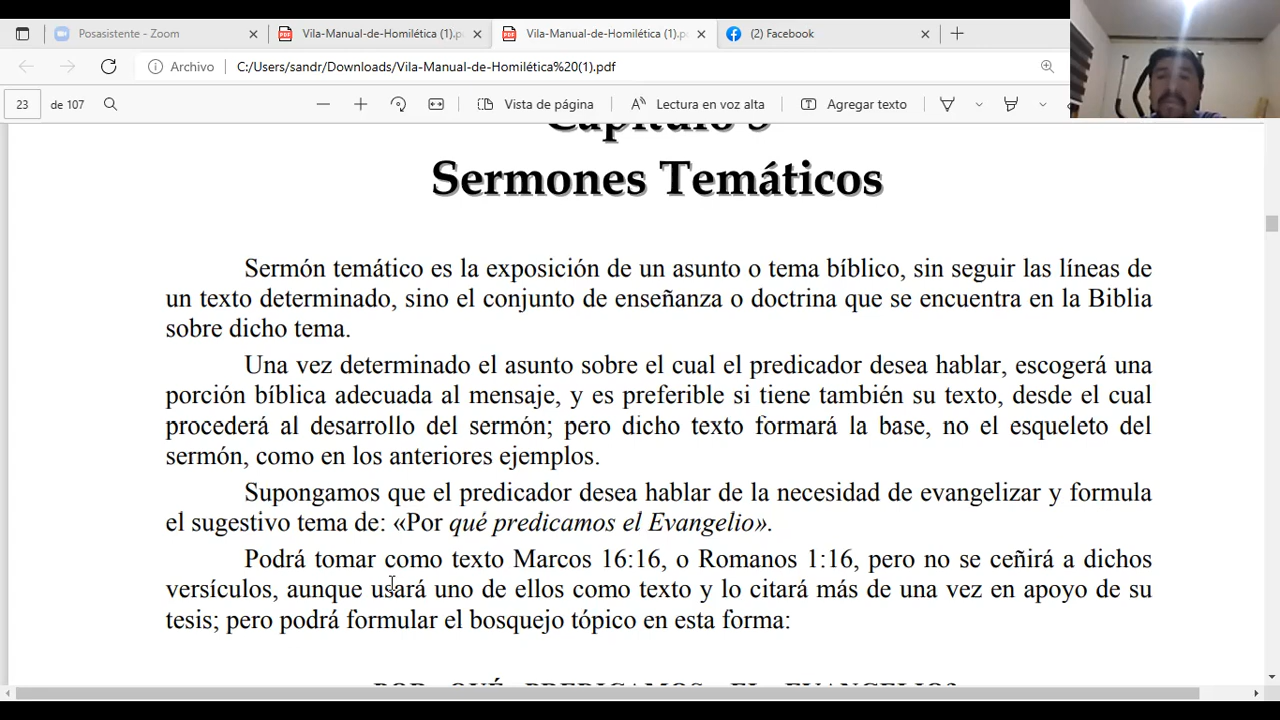 Posasistente - Zoom
Vila-Manual-de-Homilética (1).p
Vila-Manual-de-Homilética (1).p
(2) Facebook
Archivo
C:/Users/sandr/Downloads/Vila-Manual-de-Homilética%20(1).pdf
23 de 107
Vista de página
Lectura en voz alta
Agregar texto
Sermones Temáticos
Sermón temático es la exposición de un asunto o tema bíblico, sin seguir las líneas de
un texto determinado, sino el conjunto de enseñanza o doctrina que se encuentra en la Biblia
sobre dicho tema.
Una vez determinado el asunto sobre el cual el predicador desea hablar, escogerá una
porción bíblica adecuada al mensaje, y es preferible si tiene también su texto, desde el cual
procederá al desarrollo del sermón; pero dicho texto formará la base, no el esqueleto del
sermón, como en los anteriores ejemplos.
Supongamos que el predicador desea hablar de la necesidad de evangelizar y formula
el sugestivo tema de: «Por qué predicamos el Evangelio».
Podrá tomar como texto Marcos 16:16, o Romanos 1:16, pero no se ceñirá a dichos
versículos, aunque usará uno de ellos como texto y lo citará más de una vez en apoyo de su
tesis; pero podrá formular el bosquejo tópico en esta forma: